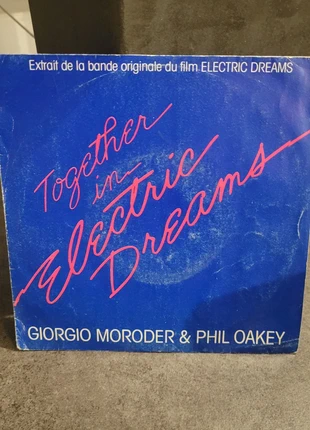 Extrait de la bande originale du film ELECTRIC DREAMS
Together
in
Electric
Dreams
GIORGIO MORODER & PHIL OAKEY